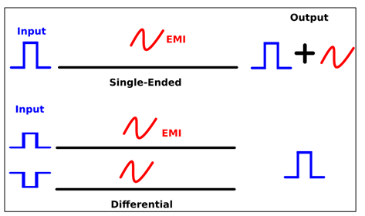 Output
Input
EMI
Single-Ended
Input
EMI
Differential